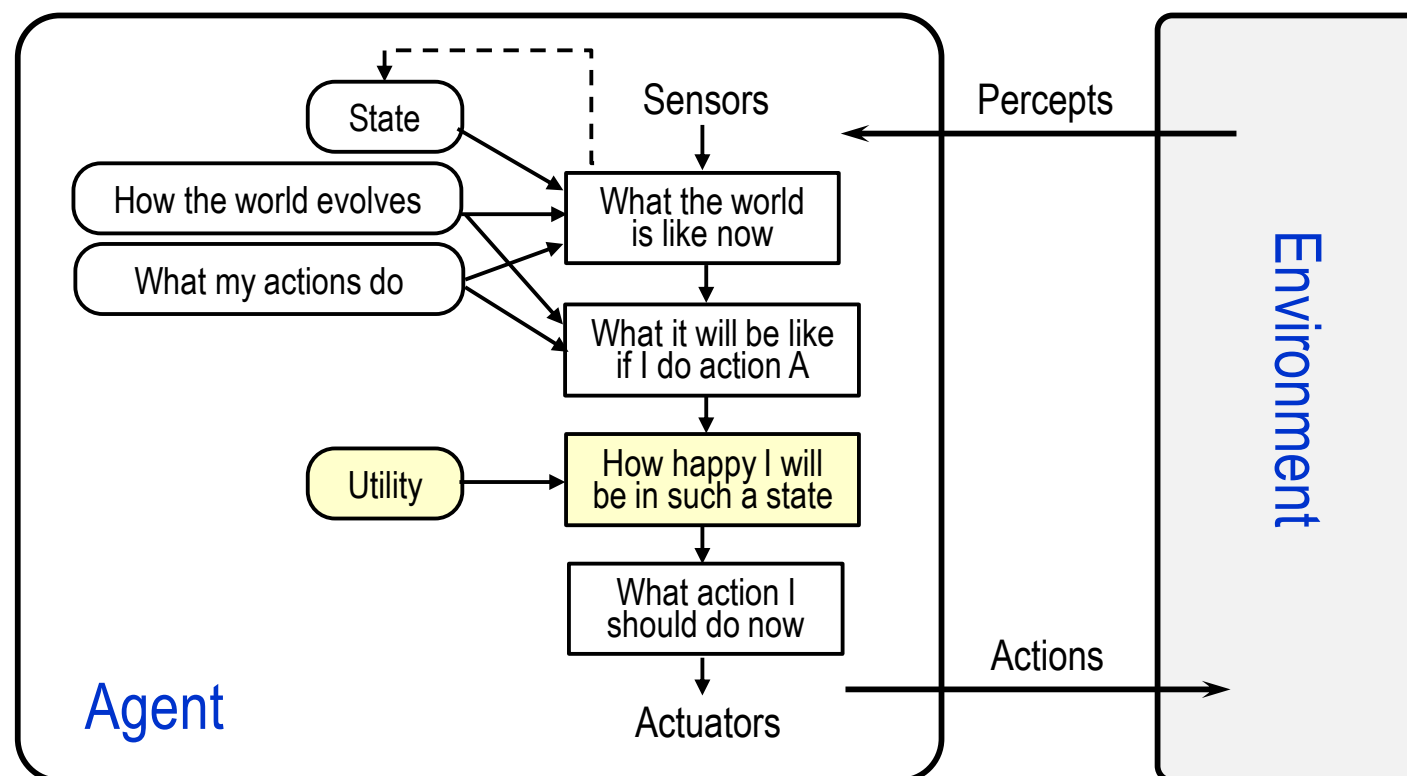 State
Sensors
Percepts
How the world evolves
What the world
is like now
What my actions do
What it will be like
if I do action A
Utility
How happy I will
be in such a state
What action I
should do now
Actions
Agent
Actuators
Environment